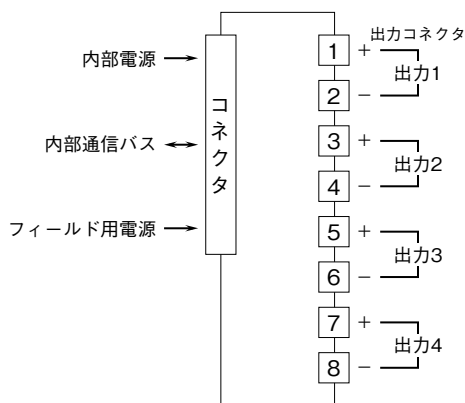 出力コネクタ
内部電源
内部通信バス
フィールド用電源
コネクタ
1 +
2 −
出力1
3 +
4 −
出力2
5 +
6 −
出力3
7 +
8 −
出力4